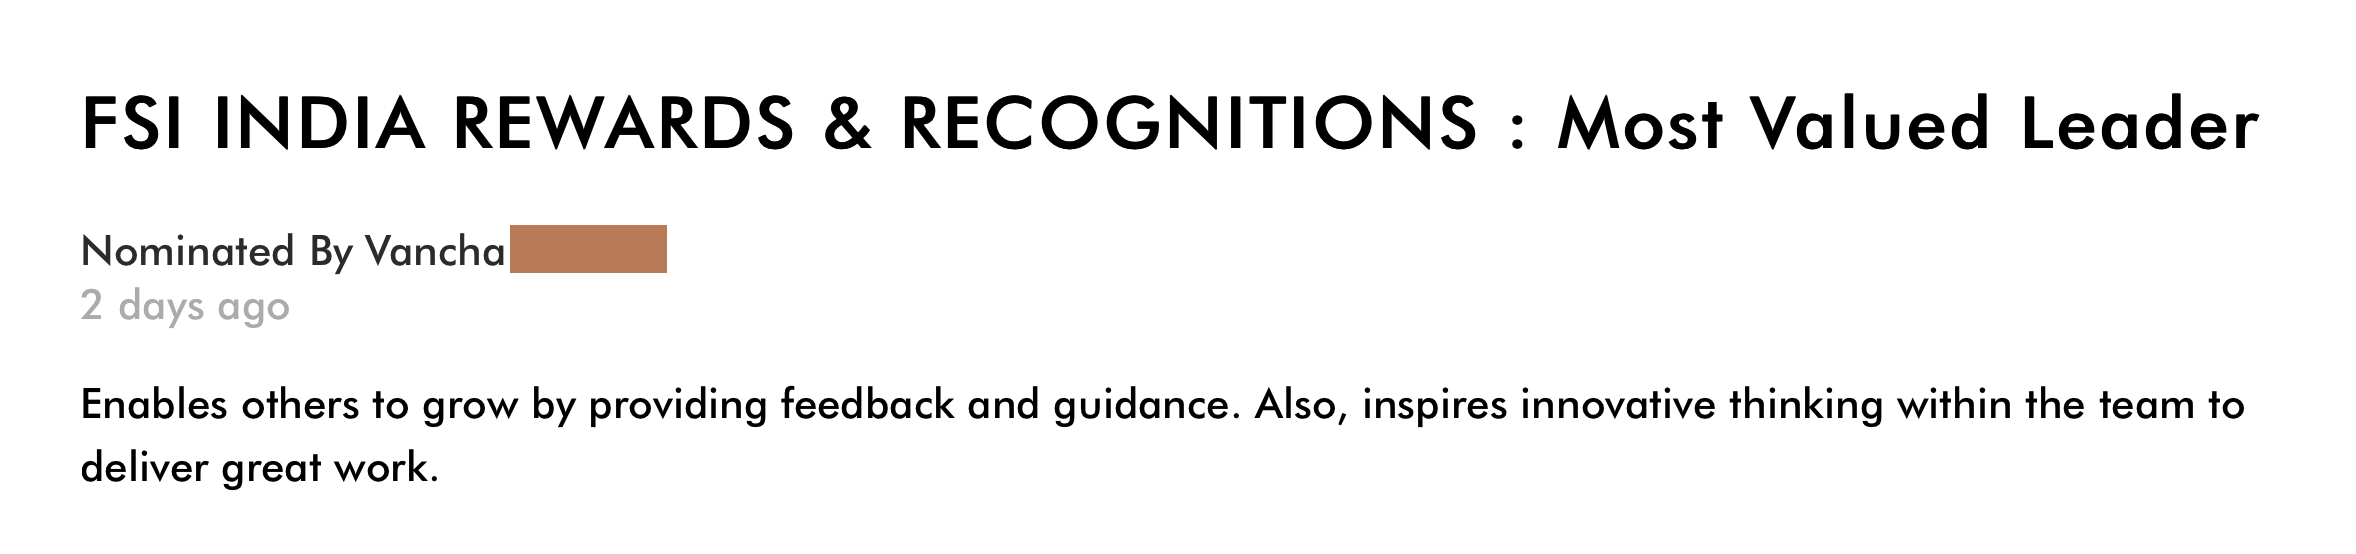 FSI INDIA REWARDS & RECOGNITIONS : Most Valued Leader
Nominated By Vancha
2 days ago
Enables others to grow by providing feedback and guidance. Also, inspires innovative thinking within the team to
deliver great work.